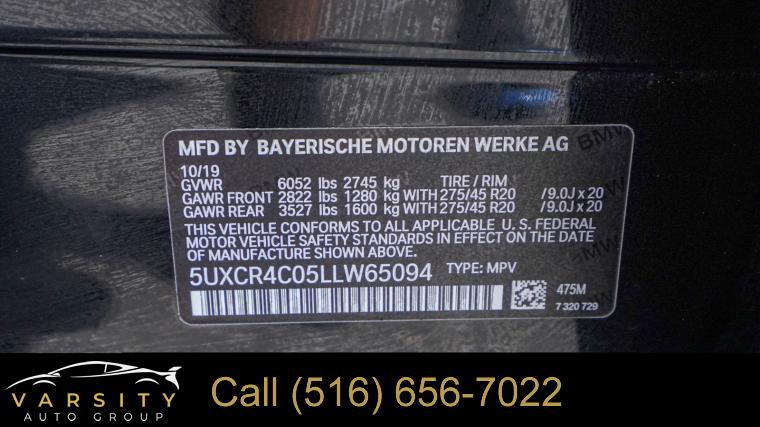 MFD BY BAYERISCHE MOTOREN WERKE AG
10/19
GVWR 6052 lbs 2745 kg TIRE / RIM
GAWR FRONT 2822 lbs 1280 kg WITH 275/45 R20 /9.0J x 20
GAWR REAR 3527 lbs 1600 kg WITH 275/45 R20 /9.0J x 20
THIS VEHICLE CONFORMS TO ALL APPLICABLE U. S. FEDERAL
MOTOR VEHICLE SAFETY STANDARDS IN EFFECT ON THE DATE
OF MANUFACTURE SHOWN ABOVE.
5UXCR4C05LLW65094 TYPE: MPV
475M
7 320 729
VARSITY
AUTO GROUP
Call (516) 656-7022